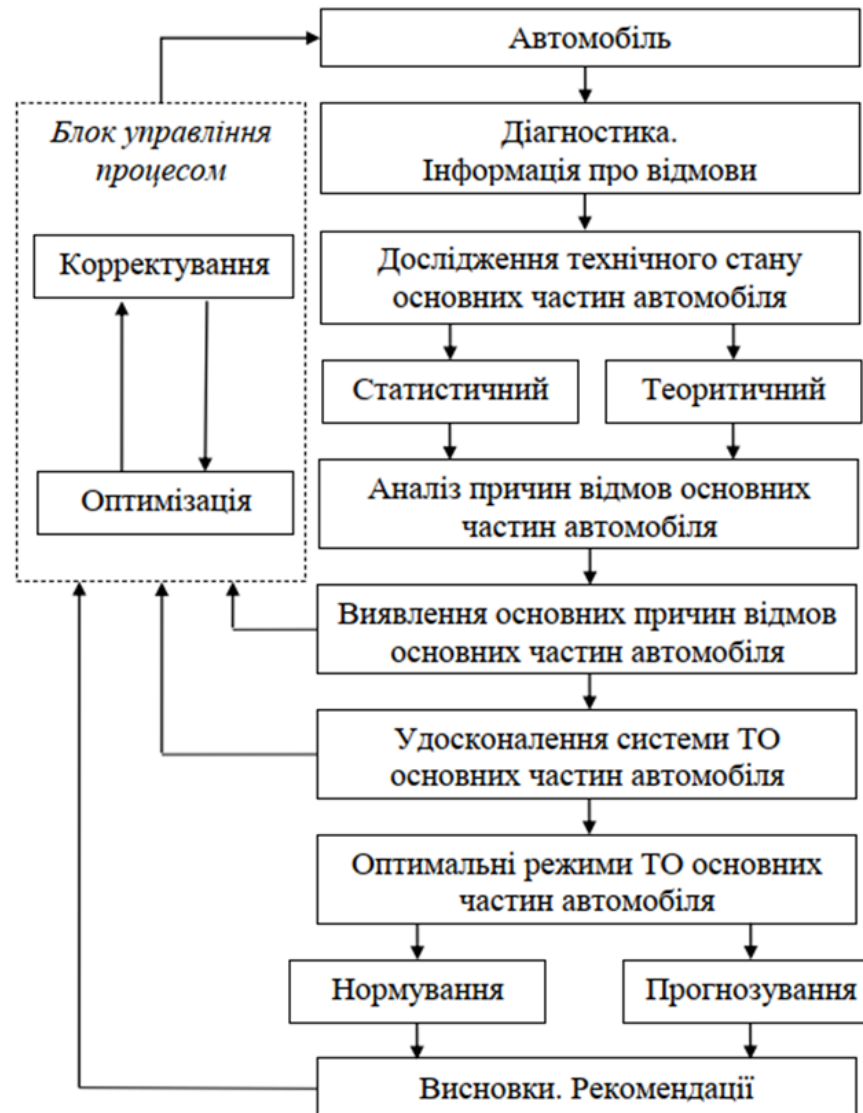 Автомобіль
Блок управління
процесом
Діагностика.
Інформація про відмови
Корректування
Дослідження технічного стану
основних частин автомобіля
Статистичний
Теоритичний
Оптимізація
Аналіз причин відмов основних
частин автомобіля
Виявлення основних причин відмов
основних частин автомобіля
Удосконалення системи ТО
основних частин автомобіля
Оптимальні режими ТО основних
частин автомобіля
Нормування
Прогнозування
Висновки. Рекомендації